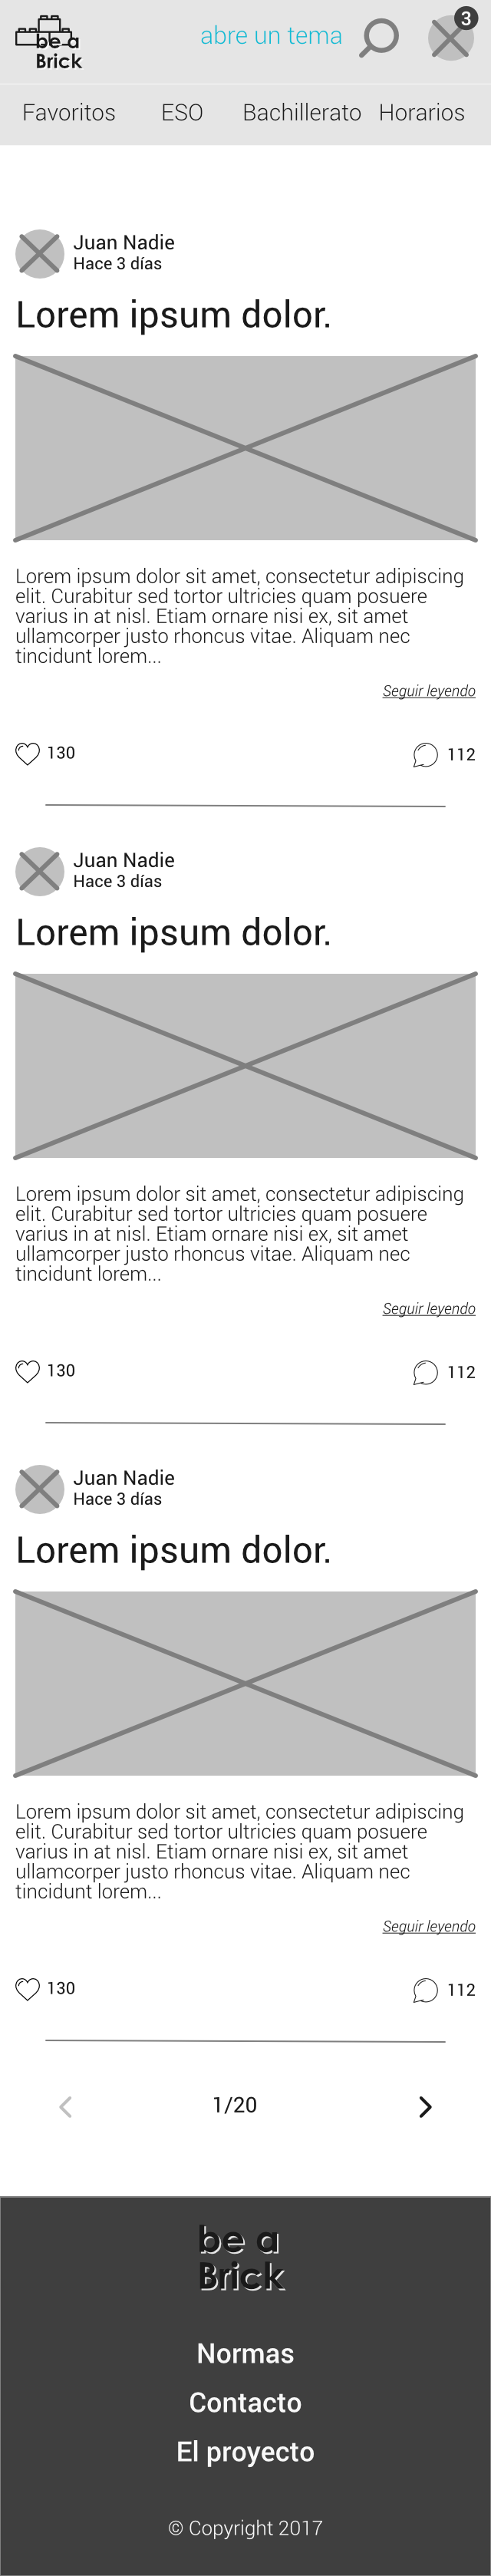 be a
Brick
abre un tema
3
Favoritos ESO Bachillerato Horarios
Juan Nadie
Hace 3 días
Lorem ipsum dolor.
Lorem ipsum dolor sit amet, consectetur adipiscing
elit. Curabitur sed tortor ultricies quam posuere
varius in at nisl. Etiam ornare nisi ex, sit amet
ullamcorper justo rhoncus vitae. Aliquam nec
tincidunt lorem...
Seguir leyendo
130 112
Juan Nadie
Hace 3 días
Lorem ipsum dolor.
Lorem ipsum dolor sit amet, consectetur adipiscing
elit. Curabitur sed tortor ultricies quam posuere
varius in at nisl. Etiam ornare nisi ex, sit amet
ullamcorper justo rhoncus vitae. Aliquam nec
tincidunt lorem...
Seguir leyendo
130 112
Juan Nadie
Hace 3 días
Lorem ipsum dolor.
Lorem ipsum dolor sit amet, consectetur adipiscing
elit. Curabitur sed tortor ultricies quam posuere
varius in at nisl. Etiam ornare nisi ex, sit amet
ullamcorper justo rhoncus vitae. Aliquam nec
tincidunt lorem...
Seguir leyendo
130 112
1/20
be a
Brick
Normas
Contacto
El proyecto
© Copyright 2017